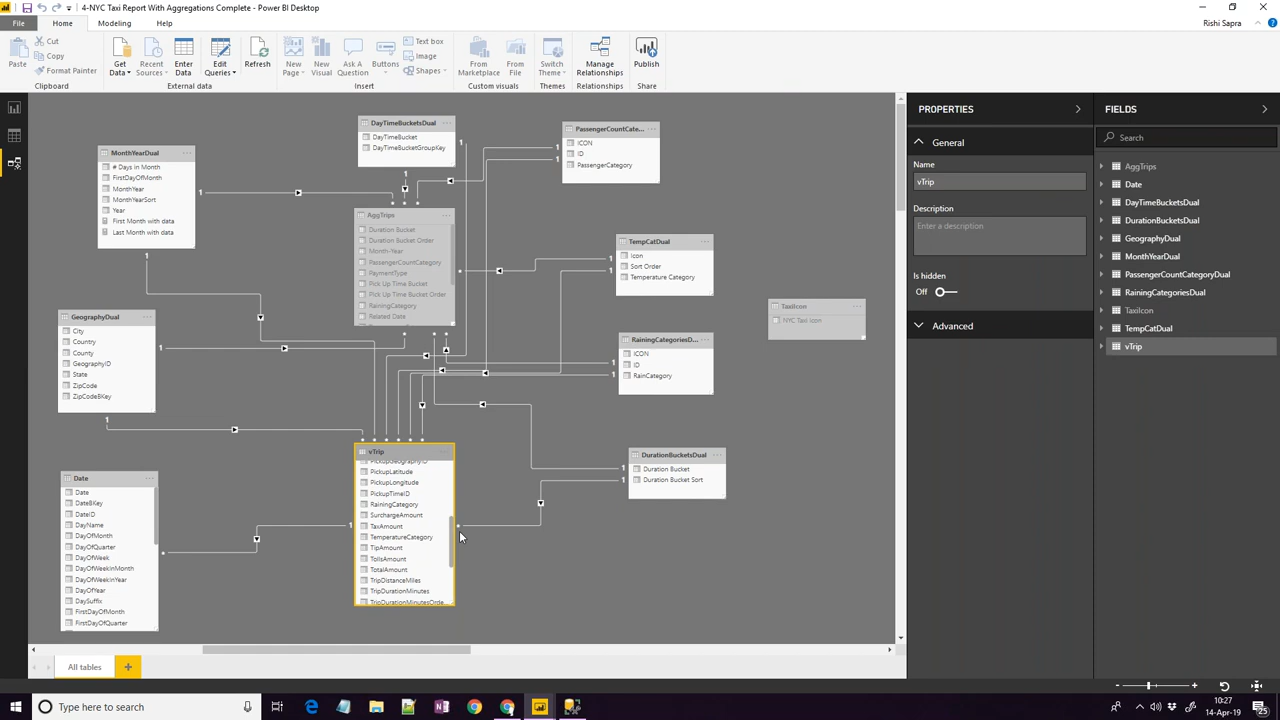 4-NYC Taxi Report With Aggregations Complete - Power BI Desktop
Rishi Sapra
File
Home
Modeling
Help
Paste
Cut
Copy
Format Painter
Clipboard
Get Data
Recent Sources
Enter Data
Edit Queries
Refresh
External data
New Page
New Visual
Ask A Question
Buttons
Text box
Image
Shapes
Insert
From Marketplace
From File
Custom visuals
Switch Theme
Themes
Manage Relationships
Relationships
Publish
Share
MonthYearDual
# Days in Month
FirstDayOfMonth
MonthYear
MonthYearSort
Year
First Month with data
Last Month with data
DayTimeBucketsDual
DayTimeBucket
DayTimeBucketGroupKey
PassengerCountCate...
ICON
ID
PassengerCategory
AggTrips
Duration Bucket
Duration Bucket Order
Month-Year
PassengerCountCategory
PaymentType
Pick Up Time Bucket
Pick Up Time Bucket Order
RainingCategory
Related Date
TempCatDual
Icon
Sort Order
Temperature Category
TaxiIcon
NYC Taxi Icon
GeographyDual
City
Country
County
GeographyID
State
ZipCode
ZipCodeBKey
RainingCategoriesD...
ICON
ID
RainCategory
vTrip
PickupGeographyID
PickupLatitude
PickupLongitude
PickupTimeID
RainingCategory
SurchargeAmount
TaxAmount
TemperatureCategory
TipAmount
TollsAmount
TotalAmount
TripDistanceMiles
TripDurationMinutes
TripDurationMinutesOrde...
DurationBucketsDual
Duration Bucket
Duration Bucket Sort
Date
Date
DateBKey
DateID
DayName
DayOfMonth
DayOfQuarter
DayOfWeek
DayOfWeekInMonth
DayOfWeekInYear
DayOfYear
DaySuffix
FirstDayOfMonth
FirstDayOfQuarter
PROPERTIES
General
Name
vTrip
Description
Enter a description
Is hidden
Off
Advanced
FIELDS
Search
AggTrips
Date
DayTimeBucketsDual
DurationBucketsDual
GeographyDual
MonthYearDual
PassengerCountCategoryDual
RainingCategoriesDual
TaxiIcon
TempCatDual
vTrip
All tables
Type here to search
10:27
14-Apr-19